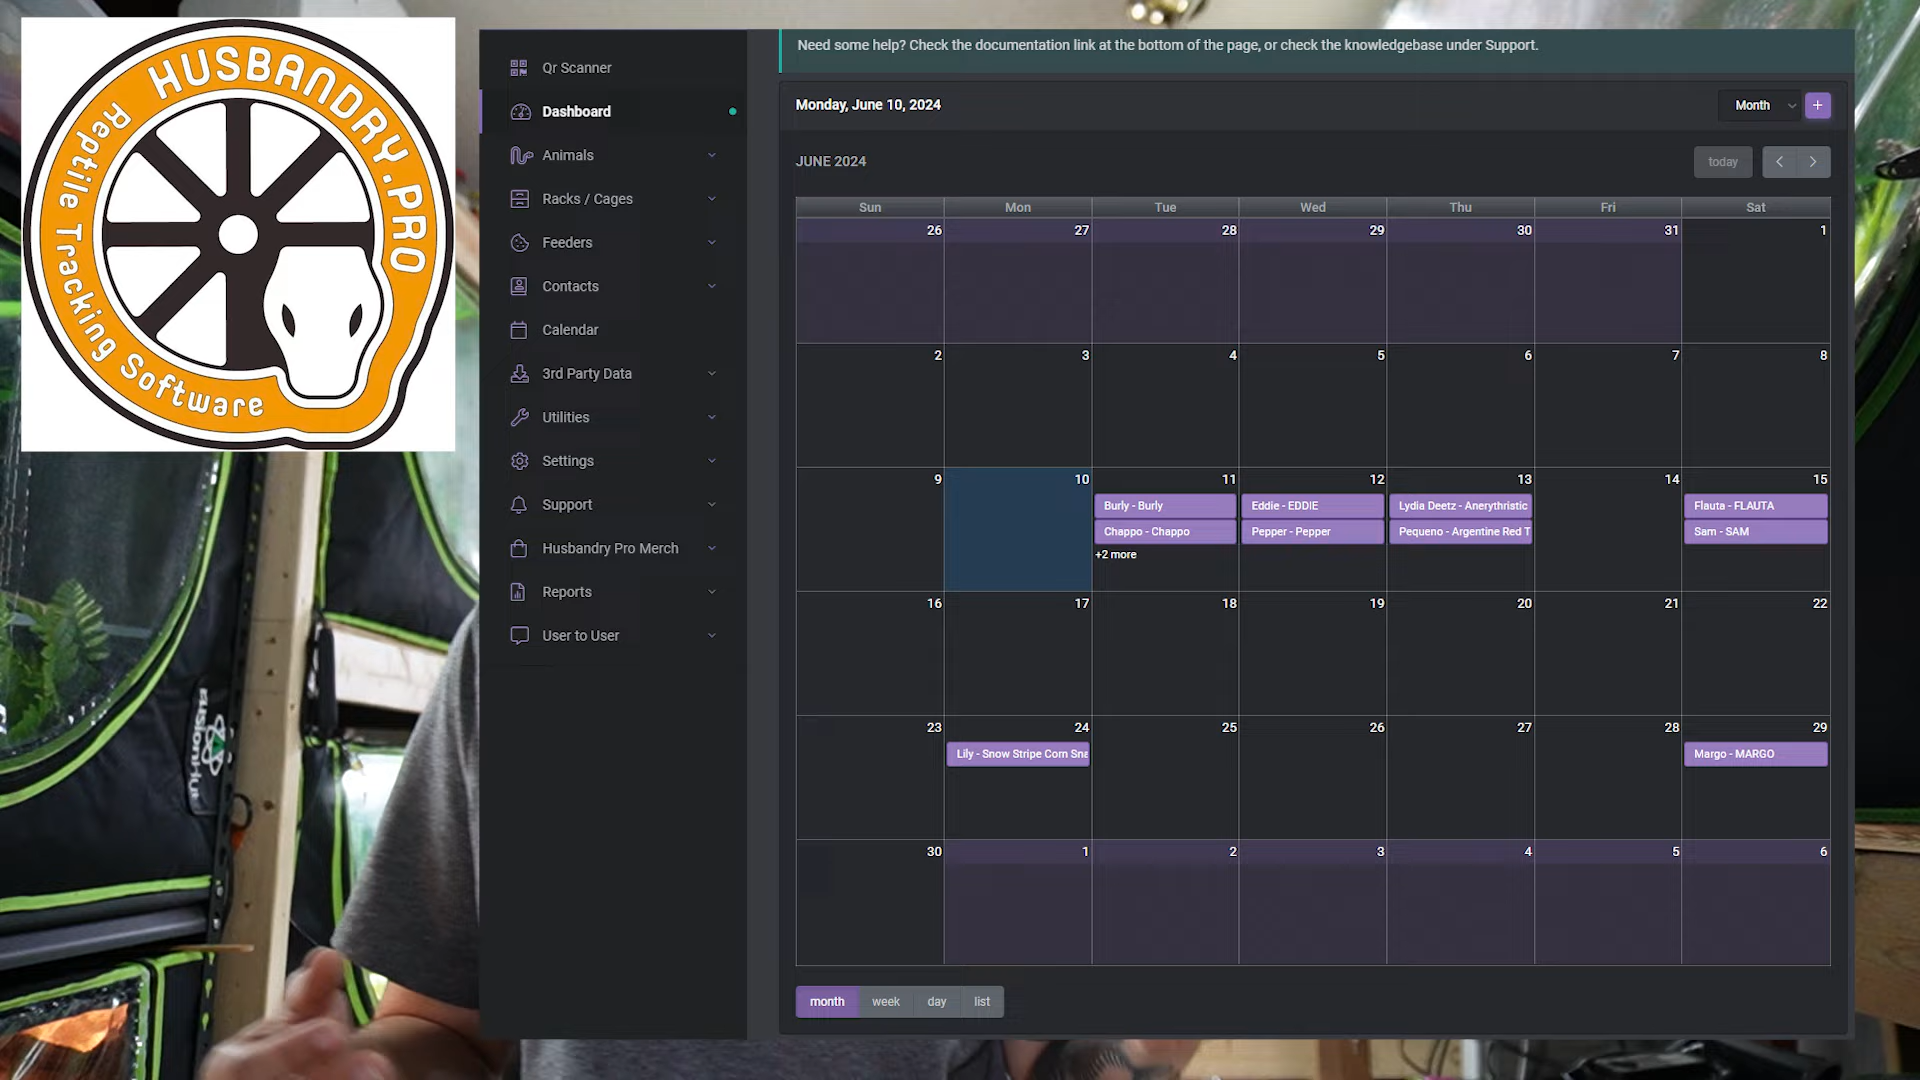 HUSBANDRY.PRO
Reptile Tracking Software
FusionHut
Qr Scanner
Dashboard
Animals
Racks / Cages
Feeders
Contacts
Calendar
3rd Party Data
Utilities
Settings
Support
Husbandry Pro Merch
Reports
User to User
Need some help? Check the documentation link at the bottom of the page, or check the knowledgebase under Support.
Monday, June 10, 2024
Month
+
JUNE 2024
today
Sun Mon Tue Wed Thu Fri Sat
26 27 28 29 30 31 1
2 3 4 5 6 7 8
9 10 11 12 13 14 15
Burly - Burly Eddie - EDDIE Lydia Deetz - Anerythristic Flauta - FLAUTA
Chappo - Chappo Pepper - Pepper Pequeno - Argentine Red T Sam - SAM
+2 more
16 17 18 19 20 21 22
23 24 25 26 27 28 29
Lily - Snow Stripe Corn Sna Margo - MARGO
30 1 2 3 4 5 6
month week day list